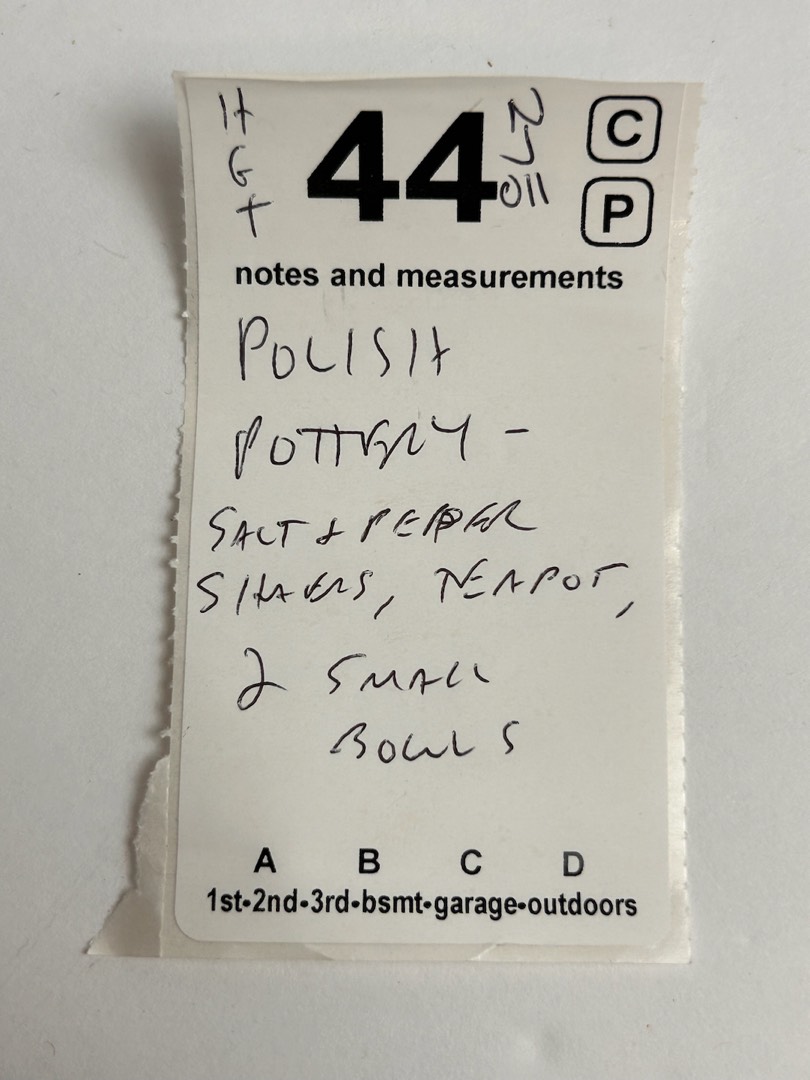 H
G
T
44
NJ
011
C
P
notes and measurements
POLISH
POTTERY -
SALT & PEPPER
SHAKERS, TEAPOT,
2 SMALL
BOWLS
A B C D
1st•2nd•3rd•bsmt•garage•outdoors